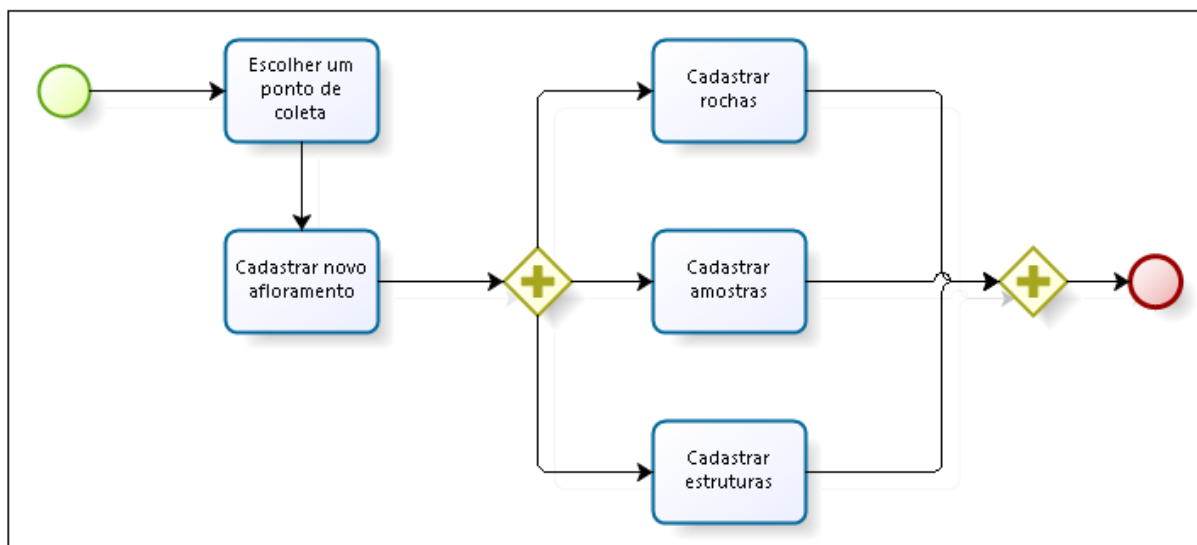 Escolher um
ponto de
coleta
Cadastrar novo
afloramento
Cadastrar
rochas
Cadastrar
amostras
Cadastrar
estruturas